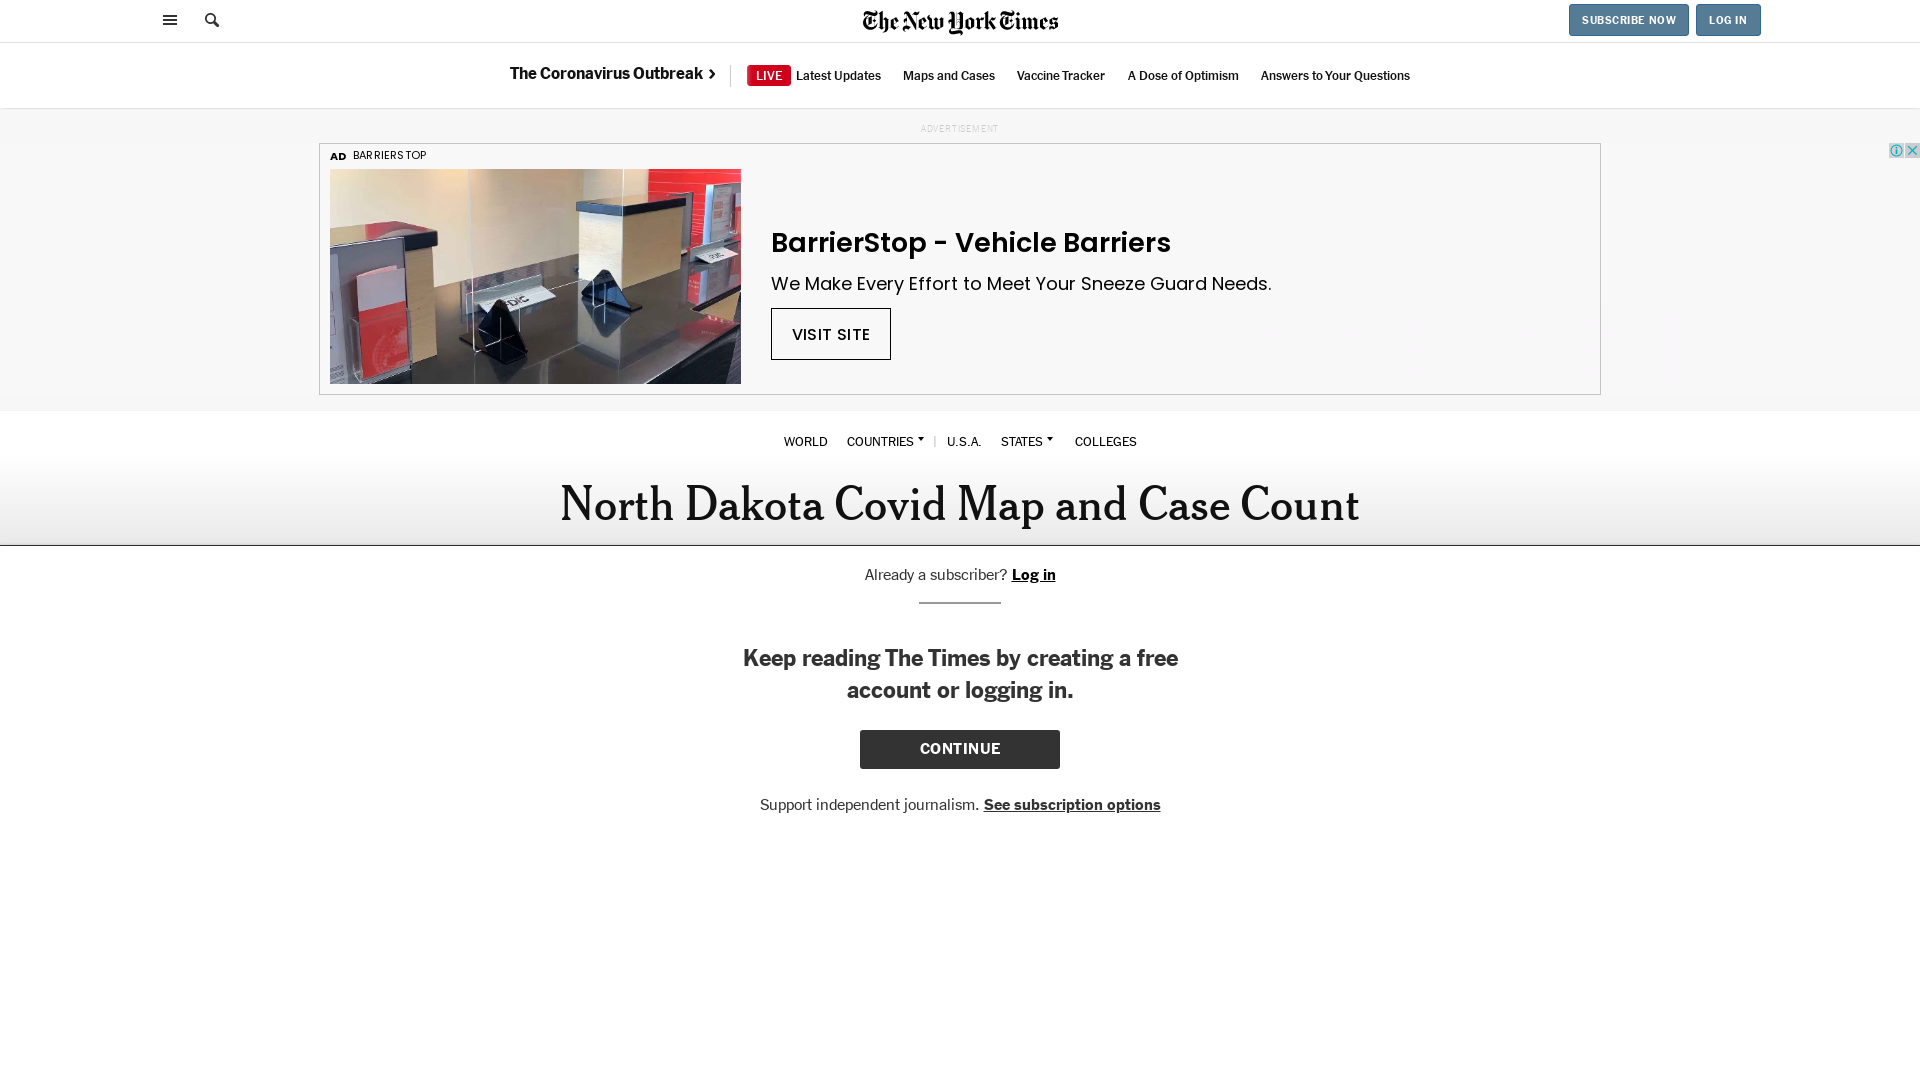 The New York Times
SUBSCRIBE NOW
LOG IN
The Coronavirus Outbreak ›
LIVE Latest Updates
Maps and Cases
Vaccine Tracker
A Dose of Optimism
Answers to Your Questions
ADVERTISEMENT
AD BARRIERSTOP
FDIC
BarrierStop - Vehicle Barriers
We Make Every Effort to Meet Your Sneeze Guard Needs.
VISIT SITE
WORLD COUNTRIES | U.S.A. STATES COLLEGES
North Dakota Covid Map and Case Count
Already a subscriber? Log in
Keep reading The Times by creating a free
account or logging in.
CONTINUE
Support independent journalism. See subscription options